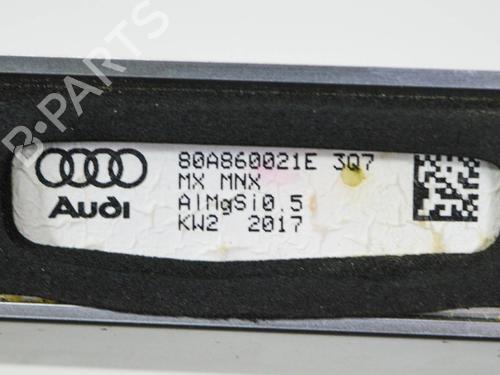 80A860021E 3Q7
MX MNX
AlMgSi0.5
KW2 2017
Audi
B-PARTS